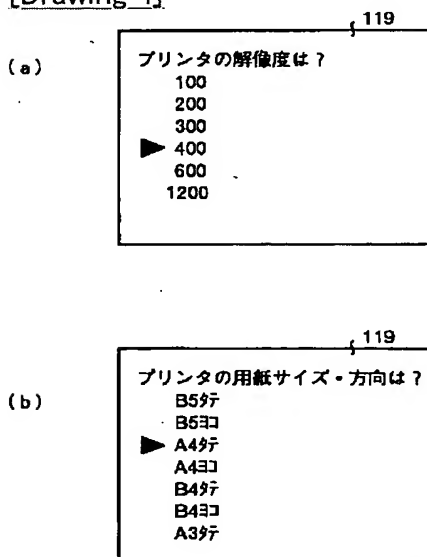 [Drawing 4]
119
(a)
プリンタの解像度は？
100
200
300
400
600
1200
119
(b)
プリンタの用紙サイズ・方向は？
B5ﾀﾃ
B5ﾖｺ
A4ﾀﾃ
A4ﾖｺ
B4ﾀﾃ
B4ﾖｺ
A3ﾀﾃ